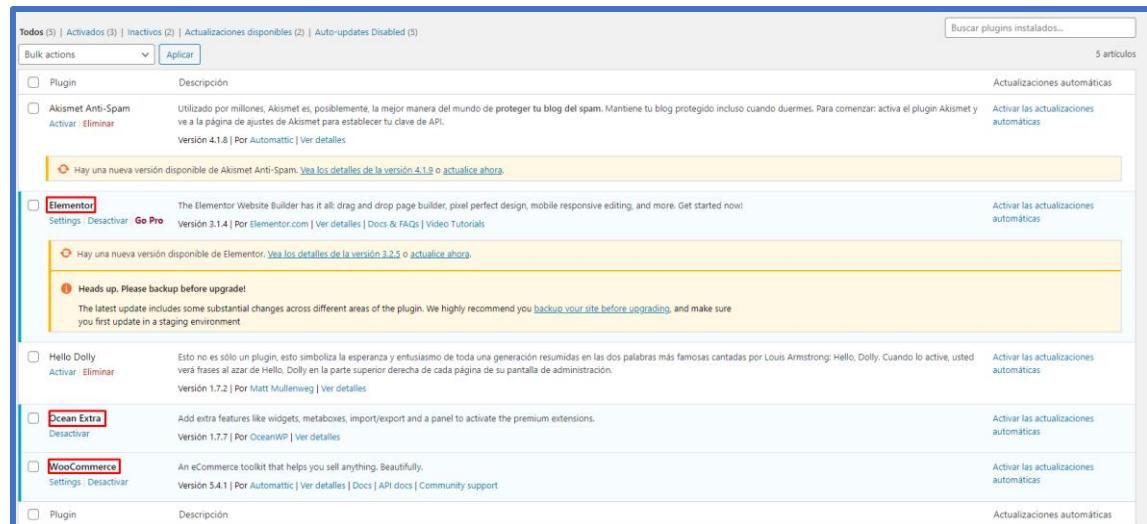 Todos (5) | Activados (3) | Inactivos (2) | Actualizaciones disponibles (2) | Auto-updates Disabled (5)
Buscar plugins instalados...
Bulk actions
Aplicar
5 artículos
Plugin Descripción Actualizaciones automáticas
Akismet Anti-Spam
Activar | Eliminar
Utilizado por millones, Akismet es, posiblemente, la mejor manera del mundo de proteger tu blog del spam. Mantiene tu blog protegido incluso cuando duermes. Para comenzar: activa el plugin Akismet y
ve a la página de ajustes de Akismet para establecer tu clave de API.
Versión 4.1.8 | Por Automattic | Ver detalles
Activar las actualizaciones
automáticas
Hay una nueva versión disponible de Akismet Anti-Spam. Vea los detalles de la versión 4.1.9 o actualice ahora.
Elementor
Settings | Desactivar | Go Pro
The Elementor Website Builder has it all: drag and drop page builder, pixel perfect design, mobile responsive editing, and more. Get started now!
Versión 3.1.4 | Por Elementor.com | Ver detalles | Docs & FAQs | Video Tutorials
Activar las actualizaciones
automáticas
Hay una nueva versión disponible de Elementor. Vea los detalles de la versión 3.2.5 o actualice ahora.
Heads up, Please backup before upgrade!
The latest update includes some substantial changes across different areas of the plugin. We highly recommend you backup your site before upgrading, and make sure
you first update in a staging environment
Hello Dolly
Activar | Eliminar
Esto no es sólo un plugin, esto simboliza la esperanza y entusiasmo de toda una generación resumidas en las dos palabras más famosas cantadas por Louis Armstrong: Hello, Dolly. Cuando lo active, usted
verá frases al azar de Hello, Dolly en la parte superior derecha de cada página de su pantalla de administración.
Versión 1.7.2 | Por Matt Mullenweg | Ver detalles
Activar las actualizaciones
automáticas
Ocean Extra
Desactivar
Add extra features like widgets, metaboxes, import/export and a panel to activate the premium extensions.
Versión 1.7.7 | Por OceanWP | Ver detalles
Activar las actualizaciones
automáticas
WooCommerce
Settings | Desactivar
An eCommerce toolkit that helps you sell anything. Beautifully.
Versión 5.4.1 | Por Automattic | Ver detalles | Docs | API docs | Community support
Activar las actualizaciones
automáticas
Plugin Descripción Actualizaciones automáticas